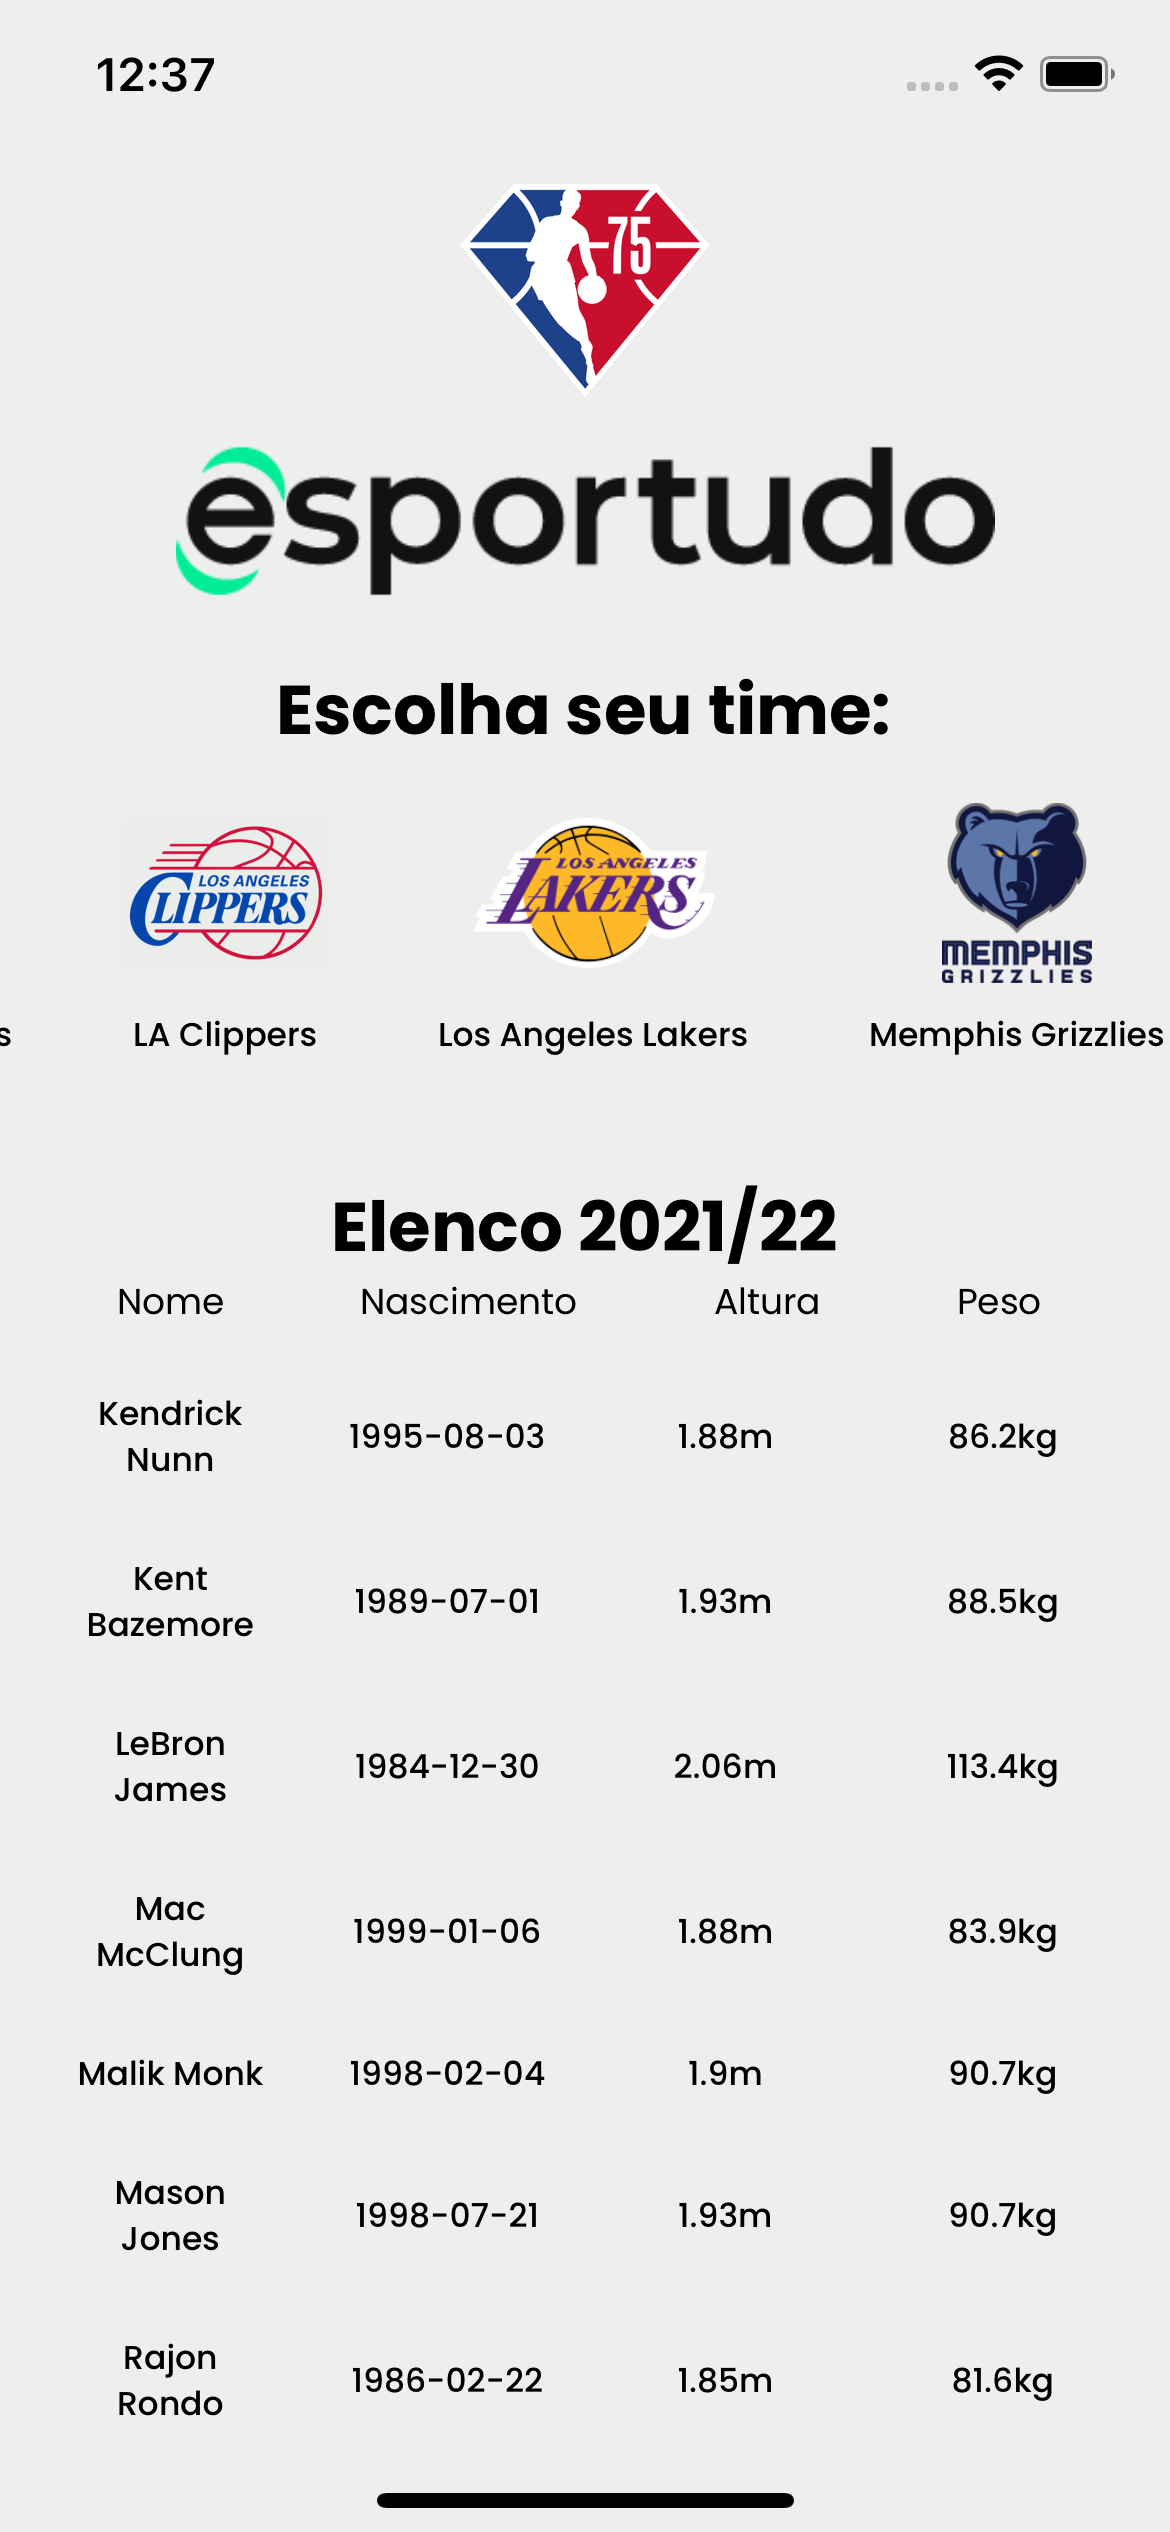 12:37
75
esportudo
Escolha seu time:
LOS ANGELES
CLIPPERS
LOS ANGELES
LAKERS
MEMPHIS
GRIZZLIES
s
LA Clippers
Los Angeles Lakers
Memphis Grizzlies
Elenco 2021/22
Nome Nascimento Altura Peso
Kendrick
Nunn
1995-08-03 1.88m 86.2kg
Kent
Bazemore
1989-07-01 1.93m 88.5kg
LeBron
James
1984-12-30 2.06m 113.4kg
Mac
McClung
1999-01-06 1.88m 83.9kg
Malik Monk 1998-02-04 1.9m 90.7kg
Mason
Jones
1998-07-21 1.93m 90.7kg
Rajon
Rondo
1986-02-22 1.85m 81.6kg